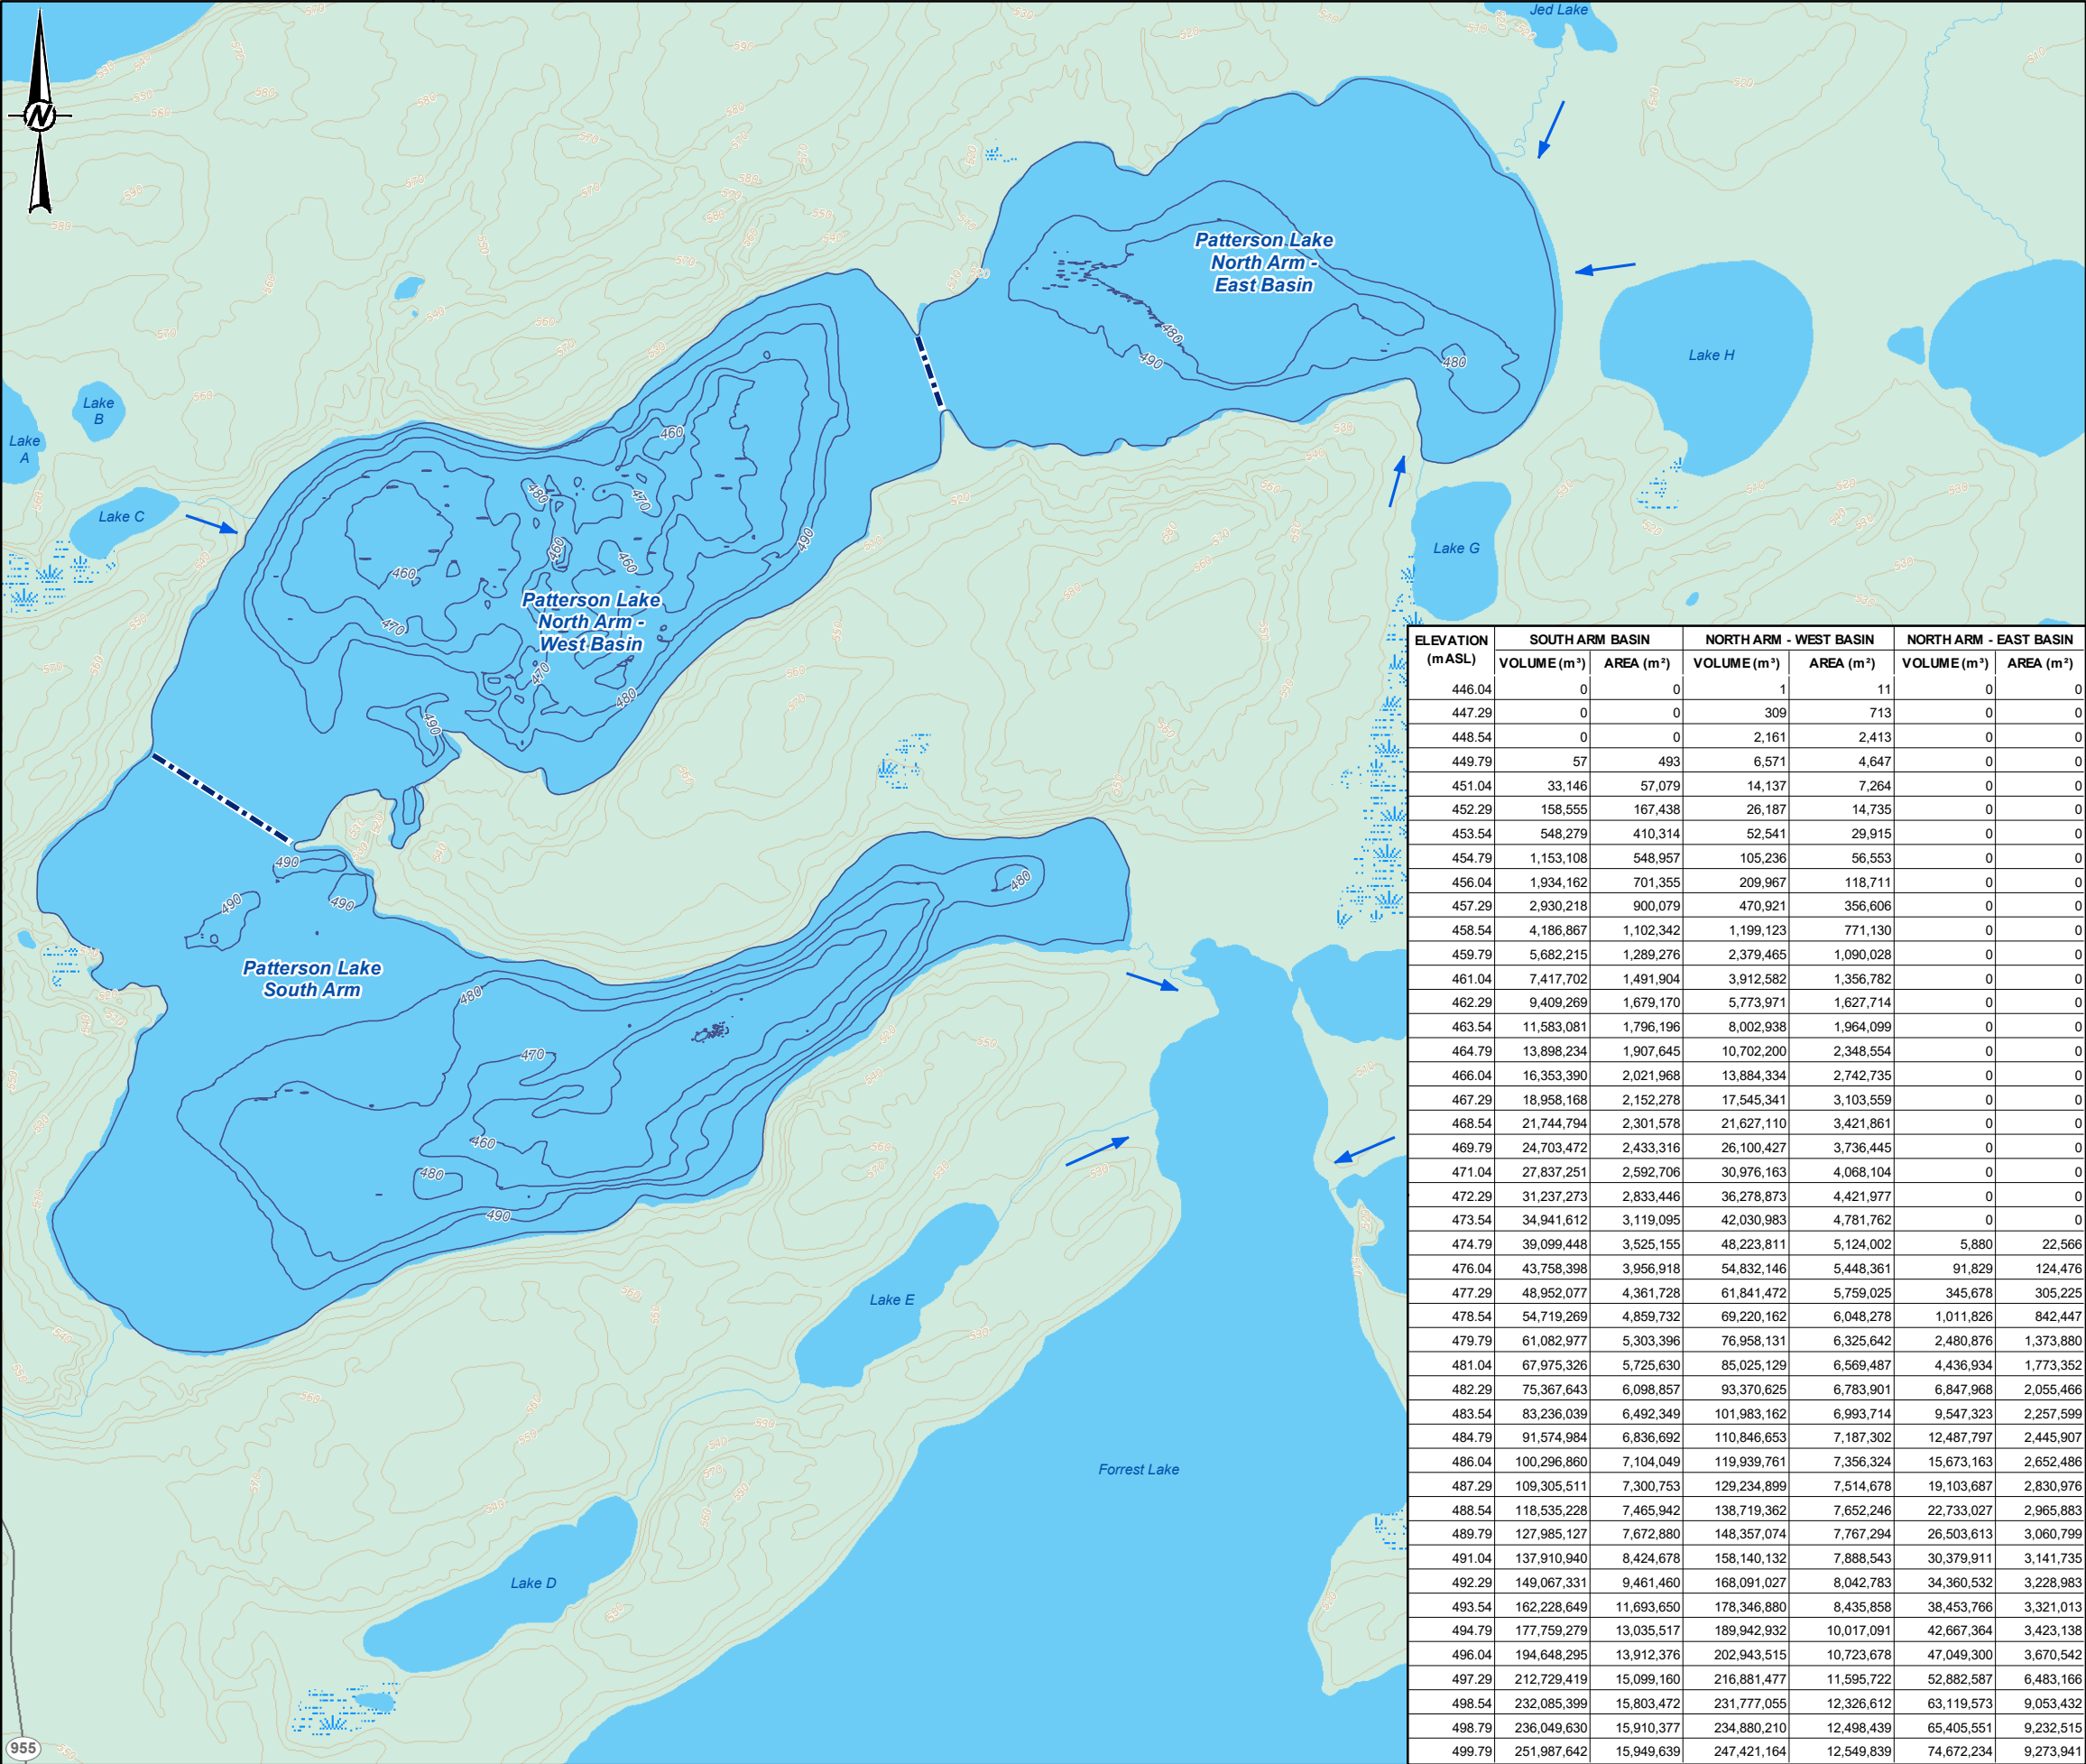 Jed Lake
N
Patterson Lake
North Arm -
East Basin
480
490
480
Lake H
Lake
B
Lake
A
Lake C
460
480
470
490
460
460
460
Patterson Lake
North Arm -
West Basin
470
470
480
490
Lake G
490
490
490
480
Patterson Lake
South Arm
480
470
460
480
490
Lake E
Forrest Lake
Lake D
955
ELEVATION (mASL) SOUTH ARM BASIN NORTH ARM - WEST BASIN NORTH ARM - EAST BASIN
VOLUME (m³) AREA (m²) VOLUME (m³) AREA (m²) VOLUME (m³) AREA (m²)
446.04 0 0 1 11 0 0
447.29 0 0 309 713 0 0
448.54 0 0 2,161 2,413 0 0
449.79 57 493 6,571 4,647 0 0
451.04 33,146 57,079 14,137 7,264 0 0
452.29 158,555 167,438 26,187 14,735 0 0
453.54 548,279 410,314 52,541 29,915 0 0
454.79 1,153,108 548,957 105,236 56,553 0 0
456.04 1,934,162 701,355 209,967 118,711 0 0
457.29 2,930,218 900,079 470,921 356,606 0 0
458.54 4,186,867 1,102,342 1,199,123 771,130 0 0
459.79 5,682,215 1,289,276 2,379,465 1,090,028 0 0
461.04 7,417,702 1,491,904 3,912,582 1,356,782 0 0
462.29 9,409,269 1,679,170 5,773,971 1,627,714 0 0
463.54 11,583,081 1,796,196 8,002,938 1,964,099 0 0
464.79 13,898,234 1,907,645 10,702,200 2,348,554 0 0
466.04 16,353,390 2,021,968 13,884,334 2,742,735 0 0
467.29 18,958,168 2,152,278 17,545,341 3,103,559 0 0
468.54 21,744,794 2,301,578 21,627,110 3,421,861 0 0
469.79 24,703,472 2,433,316 26,100,427 3,736,445 0 0
471.04 27,837,251 2,592,706 30,976,163 4,068,104 0 0
472.29 31,237,273 2,833,446 36,278,873 4,421,977 0 0
473.54 34,941,612 3,119,095 42,030,983 4,781,762 0 0
474.79 39,099,448 3,525,155 48,223,811 5,124,002 5,880 22,566
476.04 43,758,398 3,956,918 54,832,146 5,448,361 91,829 124,476
477.29 48,952,077 4,361,728 61,841,472 5,759,025 345,678 305,225
478.54 54,719,269 4,859,732 69,220,162 6,048,278 1,011,826 842,447
479.79 61,082,977 5,303,396 76,958,131 6,325,642 2,480,876 1,373,880
481.04 67,975,326 5,725,630 85,025,129 6,569,487 4,436,934 1,773,352
482.29 75,367,643 6,098,857 93,370,625 6,783,901 6,847,968 2,055,466
483.54 83,236,039 6,492,349 101,983,162 6,993,714 9,547,323 2,257,599
484.79 91,574,984 6,836,692 110,846,653 7,187,302 12,487,797 2,445,907
486.04 100,296,860 7,104,049 119,939,761 7,356,324 15,673,163 2,652,486
487.29 109,305,511 7,300,753 129,234,899 7,514,678 19,103,687 2,830,976
488.54 118,535,228 7,465,942 138,719,362 7,652,246 22,733,027 2,965,883
489.79 127,985,127 7,672,880 148,357,074 7,767,294 26,503,613 3,060,799
491.04 137,910,940 8,424,678 158,140,132 7,888,543 30,379,911 3,141,735
492.29 149,067,331 9,461,460 168,091,027 8,042,783 34,360,532 3,228,983
493.54 162,228,649 11,693,650 178,346,880 8,435,858 38,453,766 3,321,013
494.79 177,759,279 13,035,517 189,942,932 10,017,091 42,667,364 3,423,138
496.04 194,648,295 13,912,376 202,943,515 10,723,678 47,049,300 3,670,542
497.29 212,729,419 15,099,160 216,881,477 11,595,722 52,882,587 6,483,166
498.54 232,085,399 15,803,472 231,777,055 12,326,612 63,119,573 9,053,432
498.79 236,049,630 15,910,377 234,880,210 12,498,439 65,405,551 9,232,515
499.79 251,987,642 15,949,639 247,421,164 12,549,839 74,672,234 9,273,941